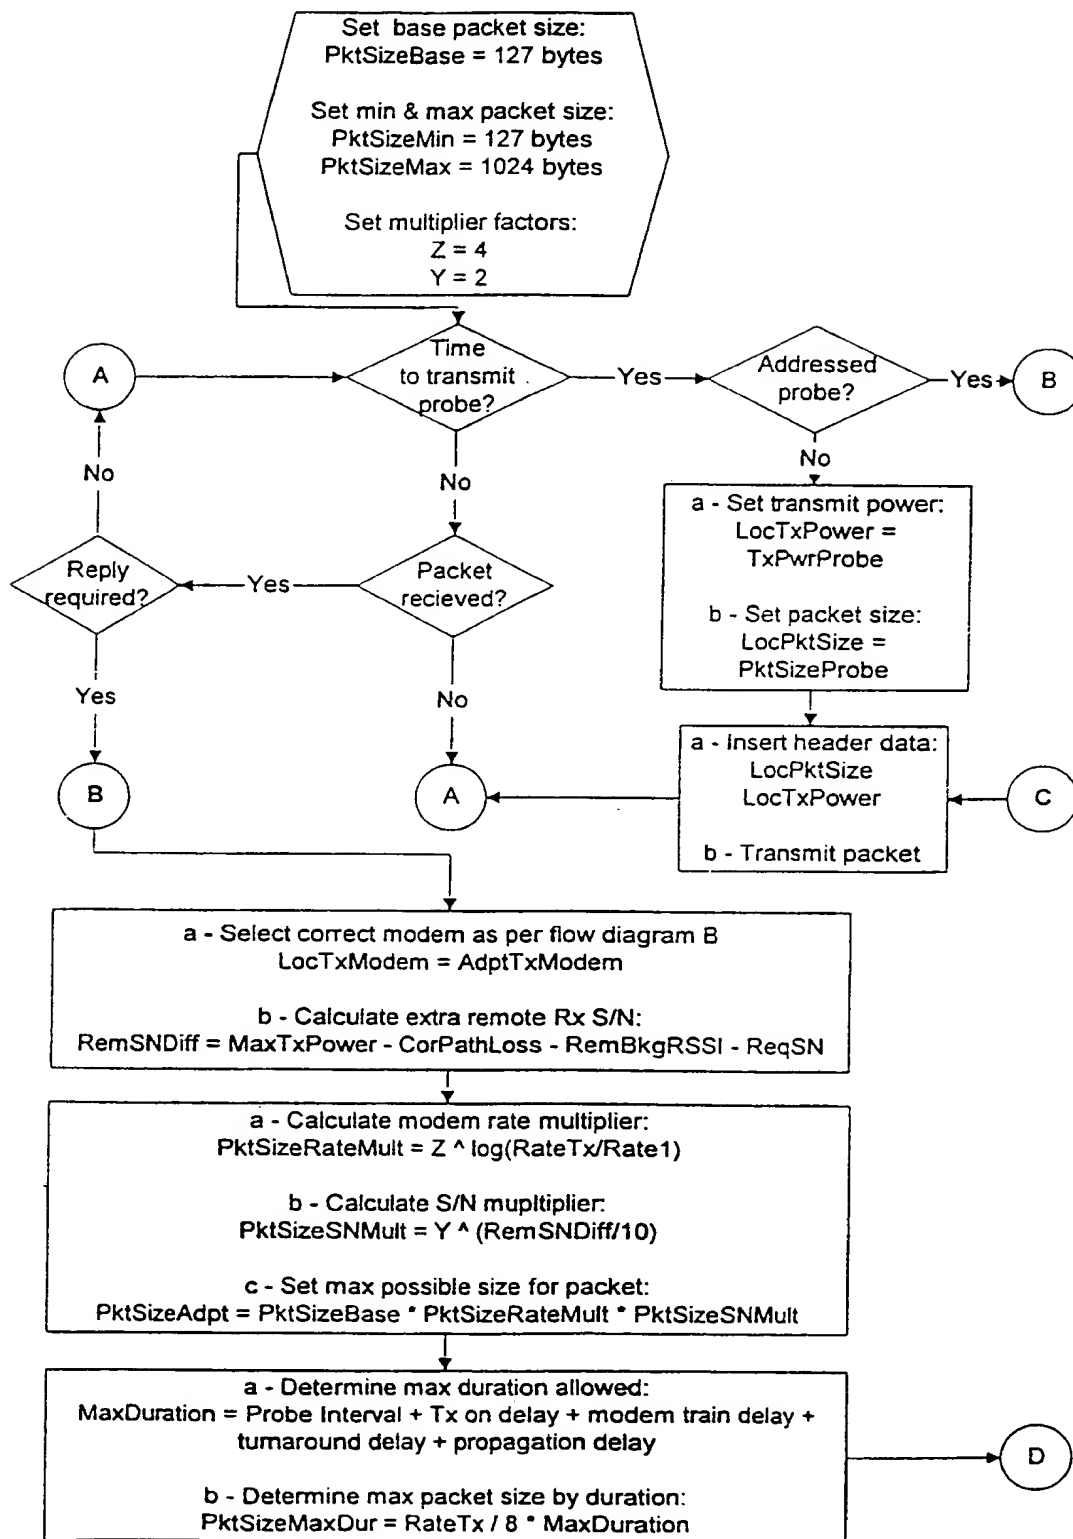 Set base packet size:
PktSizeBase = 127 bytes
Set min & max packet size:
PktSizeMin = 127 bytes
PktSizeMax = 1024 bytes
Set multiplier factors:
Z = 4
Y = 2
A
Time
to transmit
probe?
Yes
Addressed
probe?
Yes
B
No
No
No
a - Set transmit power:
LocTxPower =
TxPwrProbe
b - Set packet size:
LocPktSize =
PktSizeProbe
Reply
required?
Yes
Packet
recieved?
Yes
No
a - Insert header data:
LocPktSize
LocTxPower
b - Transmit packet
B
A
C
a - Select correct modem as per flow diagram B
LocTxModem = AdptTxModem
b - Calculate extra remote Rx S/N:
RemSNDiff = MaxTxPower - CorPathLoss - RemBkgRSSI - ReqSN
a - Calculate modem rate multiplier:
PktSizeRateMult = Z ^ log(RateTx/Rate1)
b - Calculate S/N mupltiplier:
PktSizeSNMult = Y ^ (RemSNDiff/10)
c - Set max possible size for packet:
PktSizeAdpt = PktSizeBase * PktSizeRateMult * PktSizeSNMult
a - Determine max duration allowed:
MaxDuration = Probe Interval + Tx on delay + modem train delay +
turnaround delay + propagation delay
b - Determine max packet size by duration:
PktSizeMaxDur = RateTx / 8 * MaxDuration
D